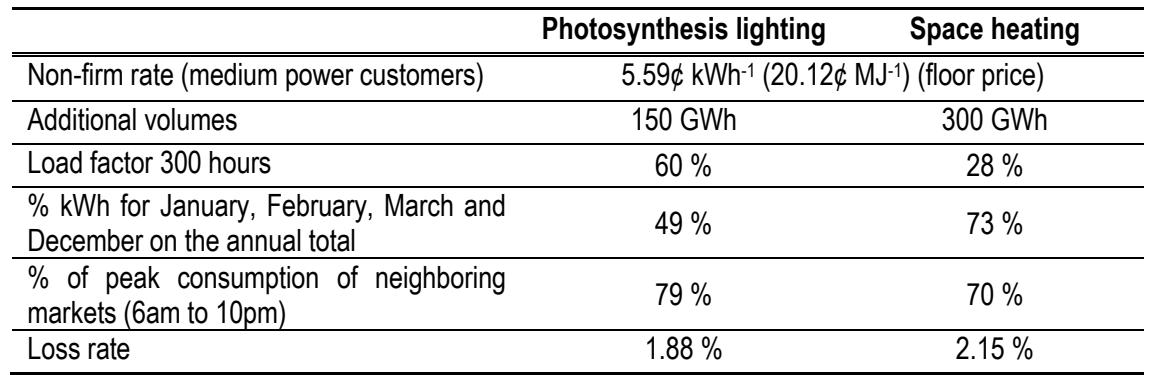 Photosynthesis lighting Space heating
Non-firm rate (medium power customers) 5.59¢ kWh-1 (20.12¢ MJ-1) (floor price)
Additional volumes 150 GWh 300 GWh
Load factor 300 hours 60 % 28 %
% kWh for January, February, March and
December on the annual total 49 % 73 %
% of peak consumption of neighboring
markets (6am to 10pm) 79 % 70 %
Loss rate 1.88 % 2.15 %